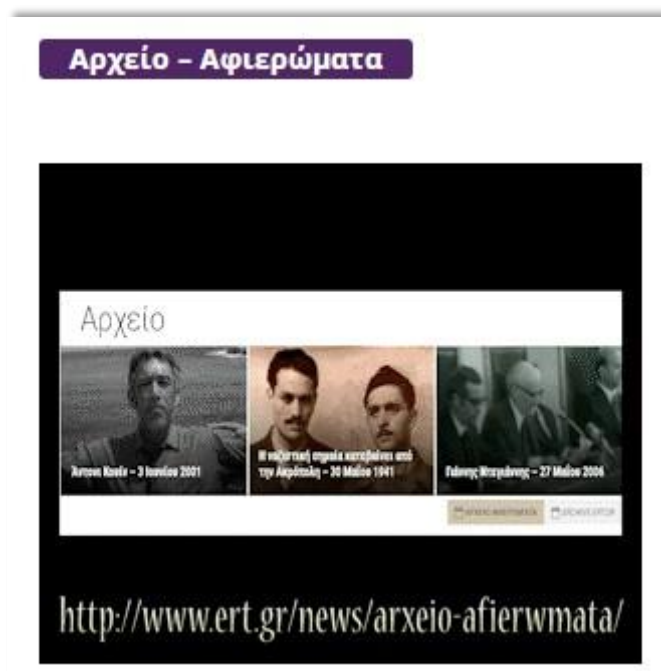 Αρχείο – Αφιερώματα
Αρχείο
Άντονι Κουίν – 3 Ιουνίου 2001
Η ναζιστική σημαία κατεβαίνει από
την Ακρόπολη – 30 Μαΐου 1941
Γιάννης Ντεγιάννης – 27 Μαΐου 2006
http://www.ert.gr/news/arxeio-afierwmata/